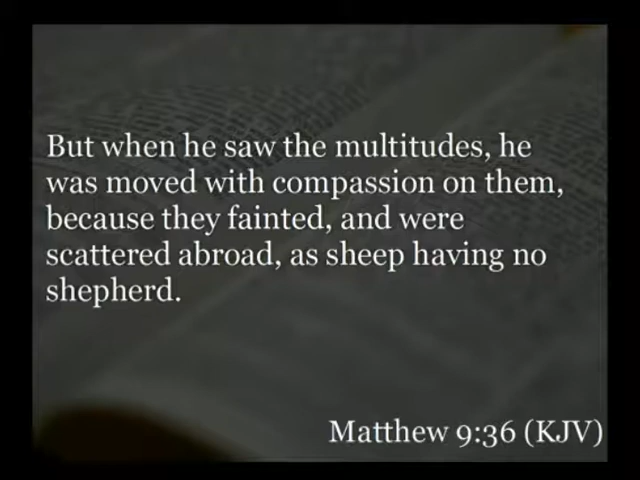 But when he saw the multitudes, he
was moved with compassion on them,
because they fainted, and were
scattered abroad, as sheep having no
shepherd.
Matthew 9:36 (KJV)